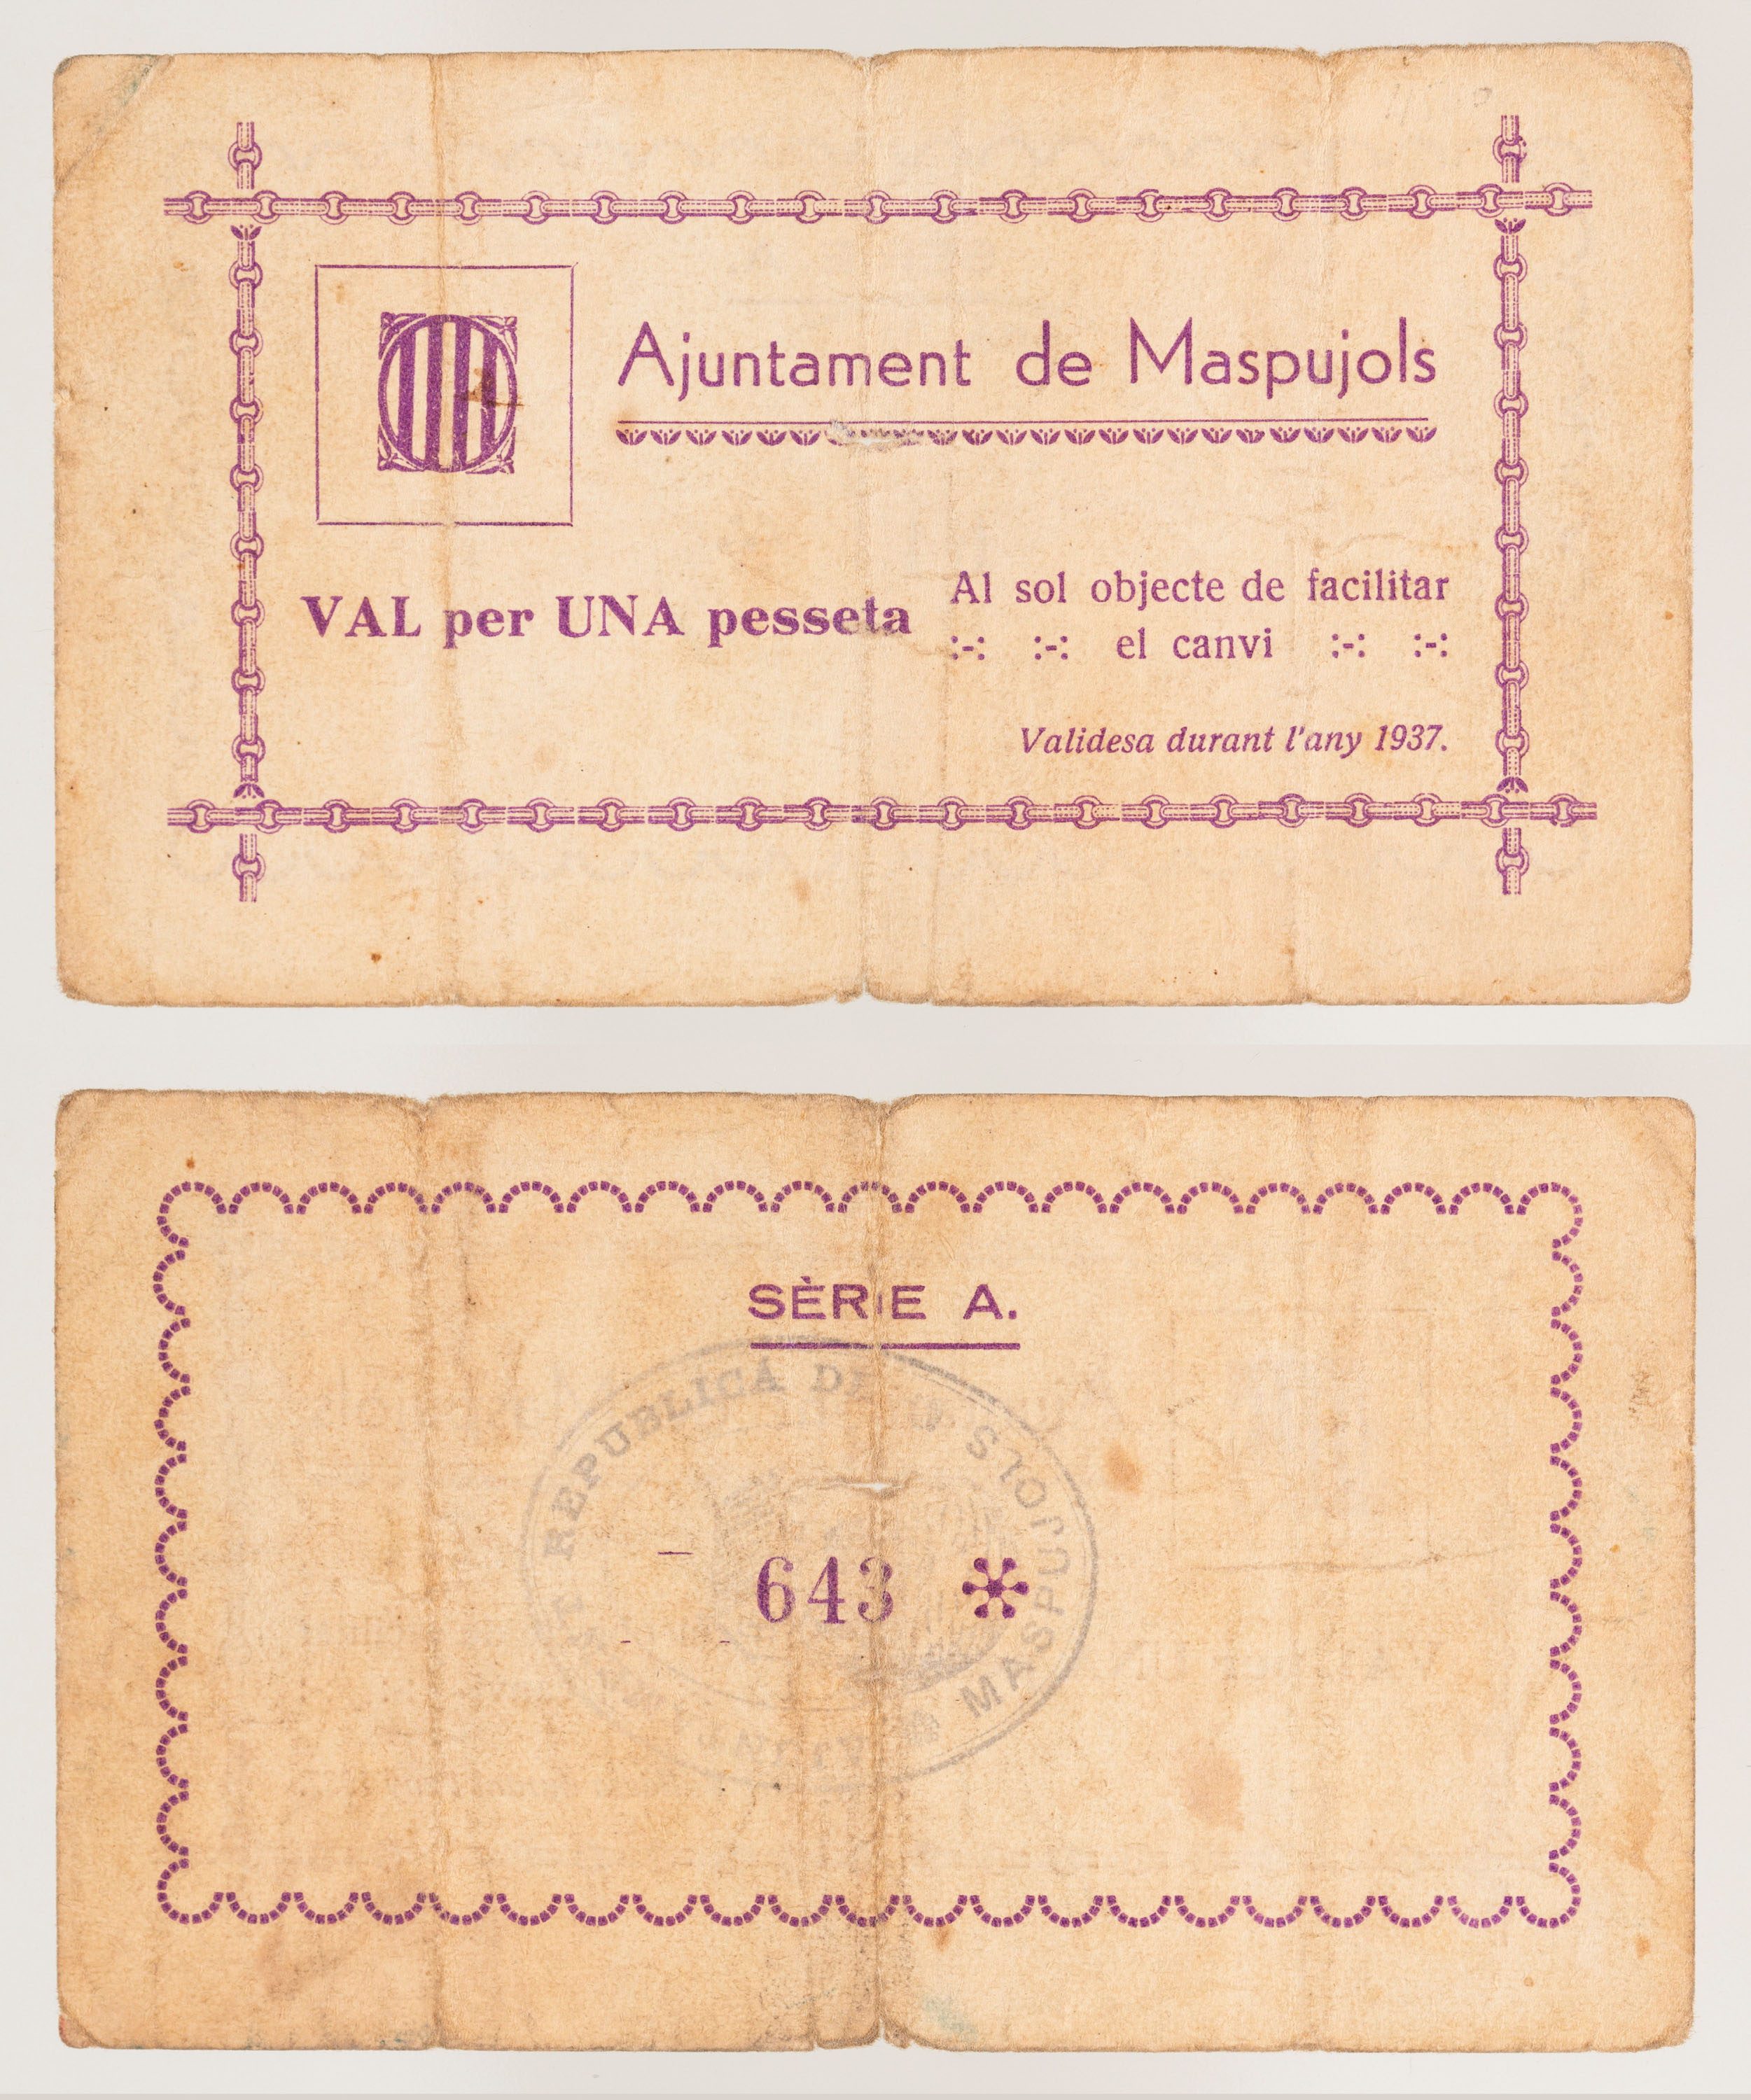 Ajuntament de Maspujols
VAL per UNA pesseta
Al sol objecte de facilitar
:-: :-: el canvi :-: :-:
Validesa durant l'any 1937.
SÈRIE A.
REPUBLICA
MASPUJOLS
643 *